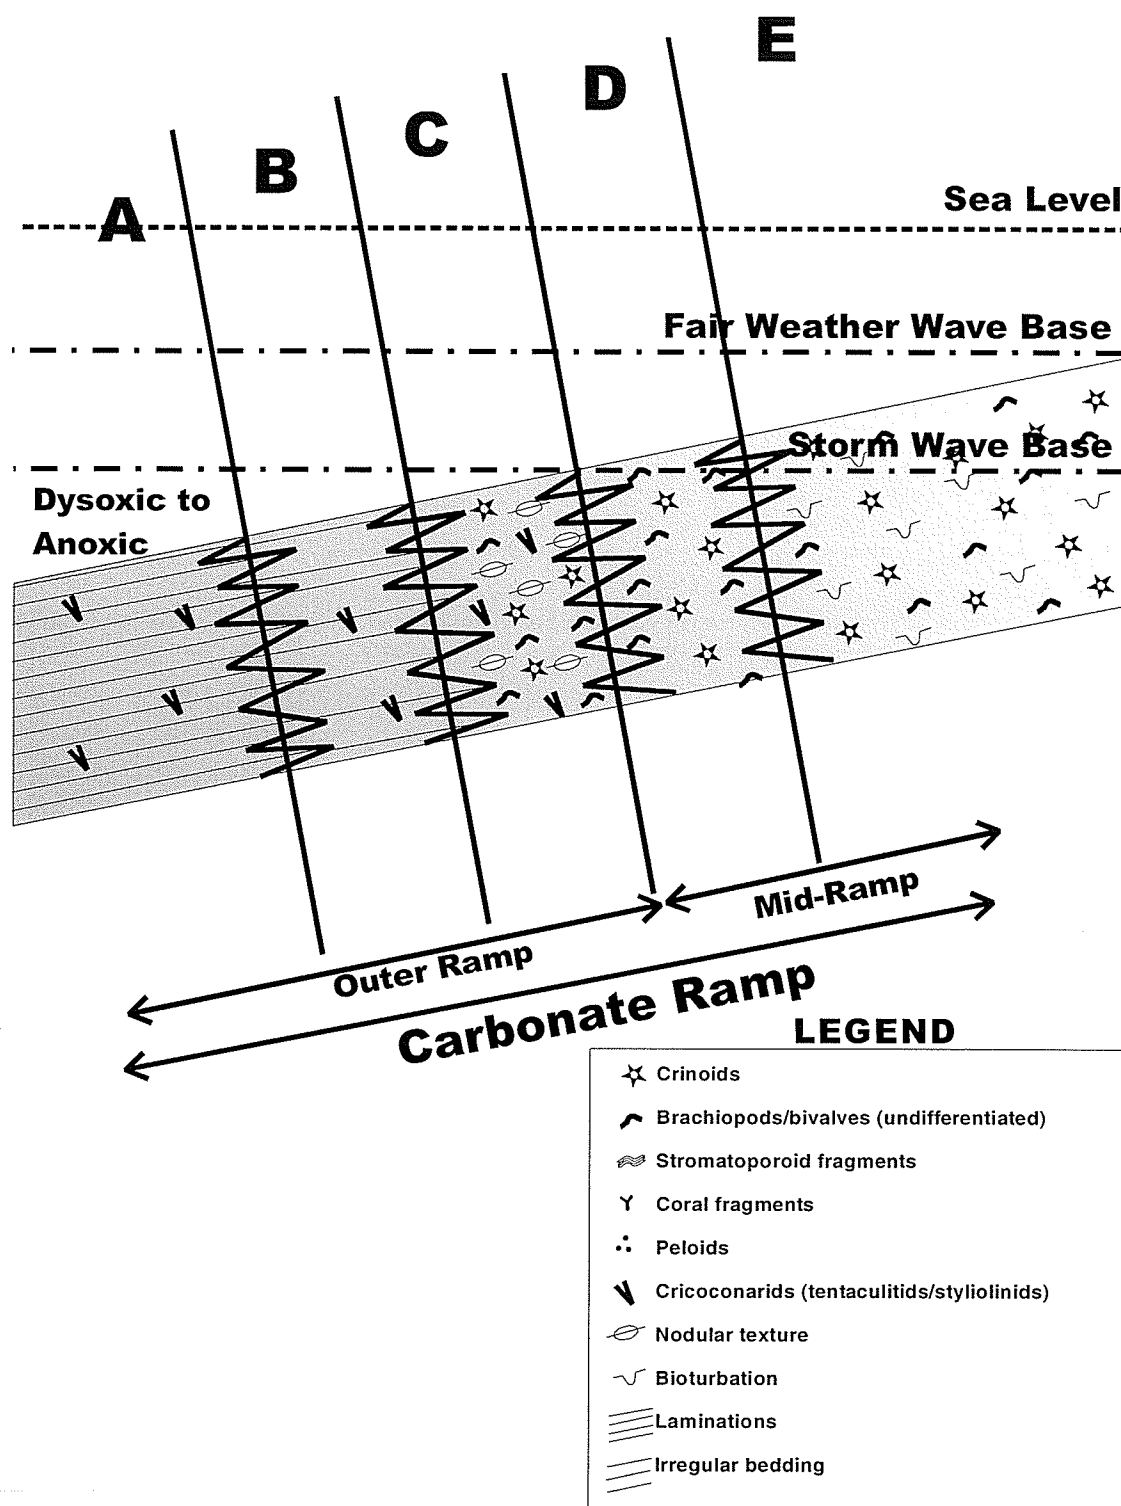 E
D
C
B
A
Sea Level
Fair Weather Wave Base
Storm Wave Base
Dysoxic to
Anoxic
Mid-Ramp
Outer Ramp
Carbonate Ramp
LEGEND
Crinoids
Brachiopods/bivalves (undifferentiated)
Stromatoporoid fragments
Coral fragments
Peloids
Cricoconarids (tentaculitids/styliolinids)
Nodular texture
Bioturbation
Laminations
Irregular bedding